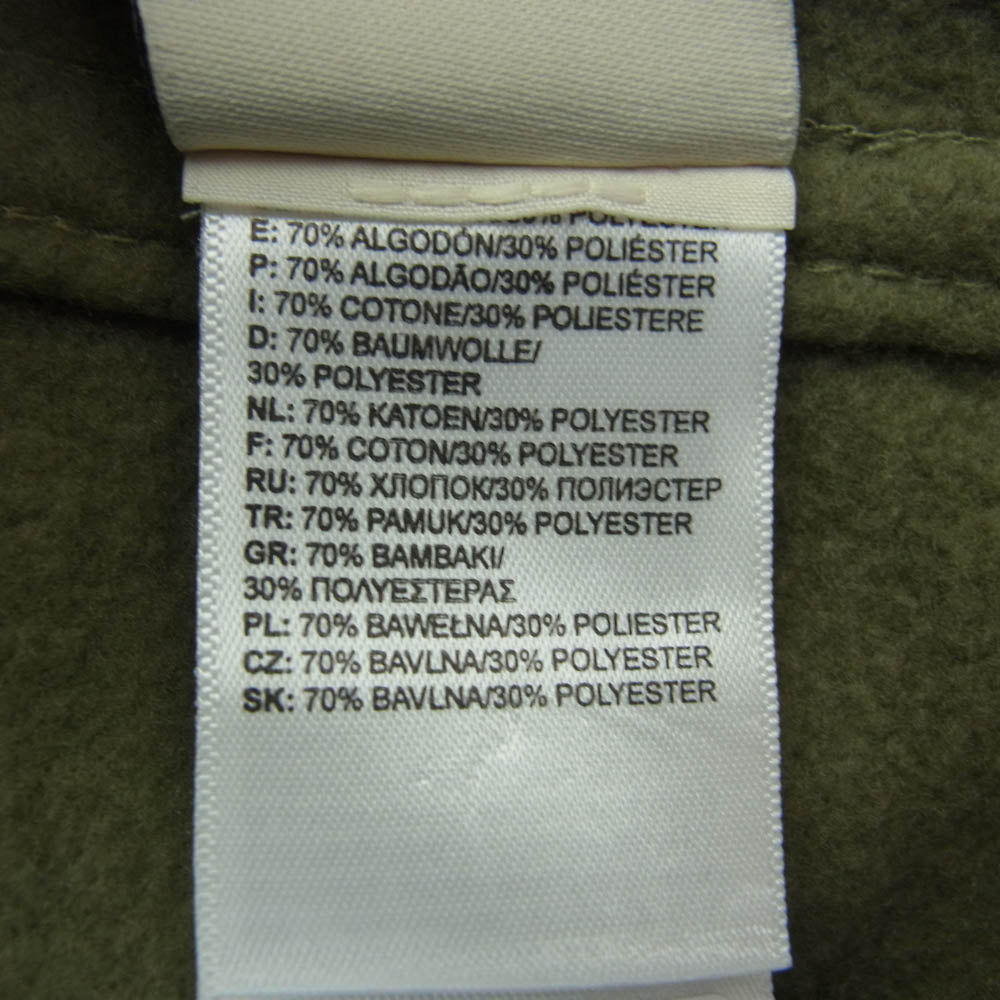 POLYESTER
E: 70% ALGODÓN/30% POLIÉSTER
P: 70% ALGODÃO/30% POLIÉSTER
I: 70% COTONE/30% POLIESTERE
D: 70% BAUMWOLLE/
30% POLYESTER
NL: 70% KATOEN/30% POLYESTER
F: 70% COTON/30% POLYESTER
RU: 70% ХЛОПОК/30% ПОЛИЭСТЕР
TR: 70% PAMUK/30% POLYESTER
GR: 70% ΒΑΜΒΑΚΙ/
30% ΠΟΛΥΕΣΤΕΡΑΣ
PL: 70% BAWEŁNA/30% POLIESTER
CZ: 70% BAVLNA/30% POLYESTER
SK: 70% BAVLNA/30% POLYESTER